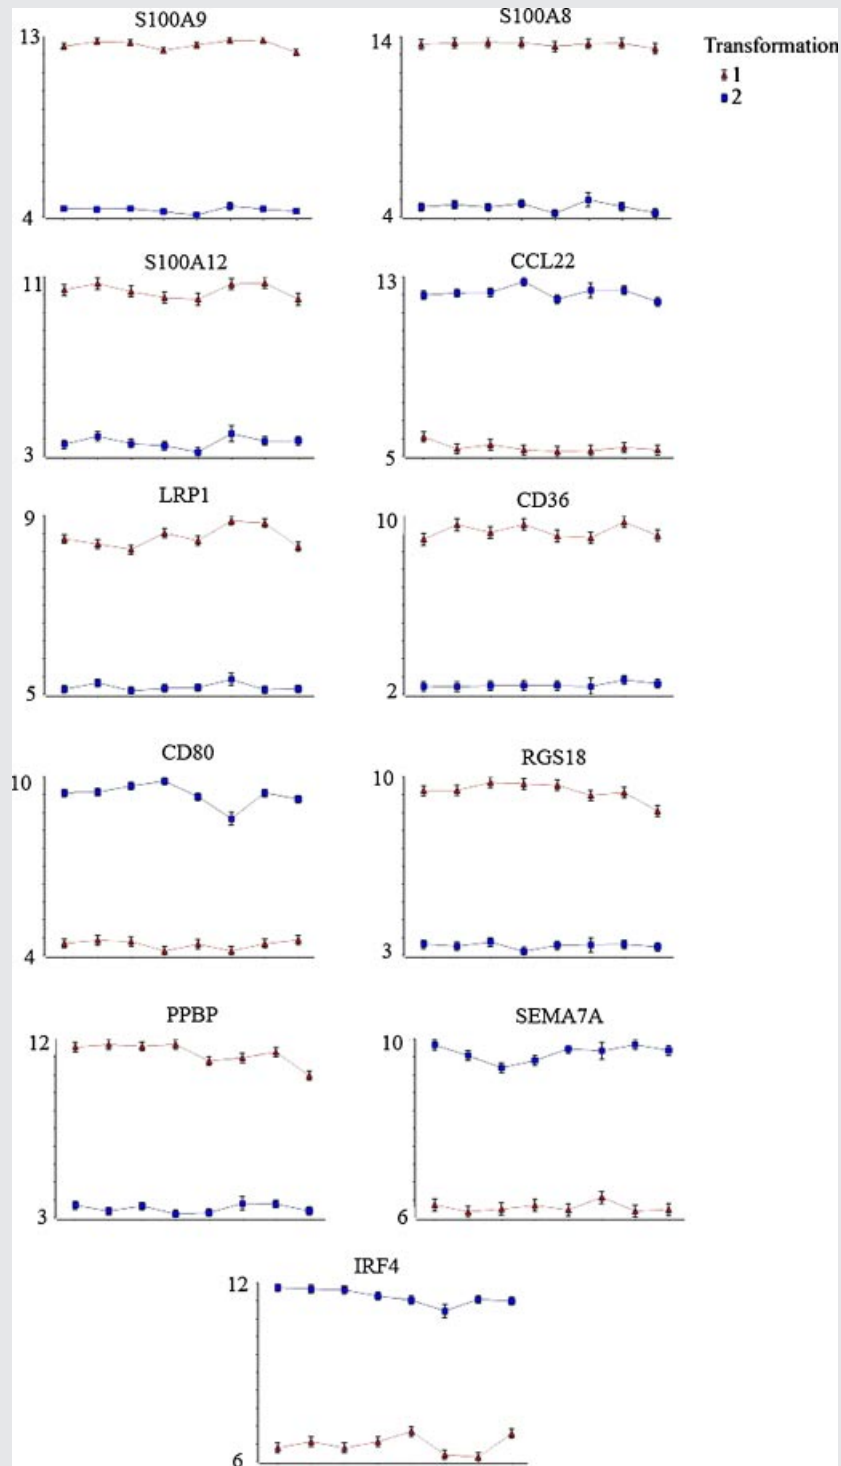 S100A9
S100A8
13
14
Transformation
1
2
4
4
S100A12
CCL22
11
13
3
5
LRP1
CD36
9
10
5
2
CD80
RGS18
10
10
4
3
PPBP
SEMA7A
12
10
3
6
IRF4
12
6